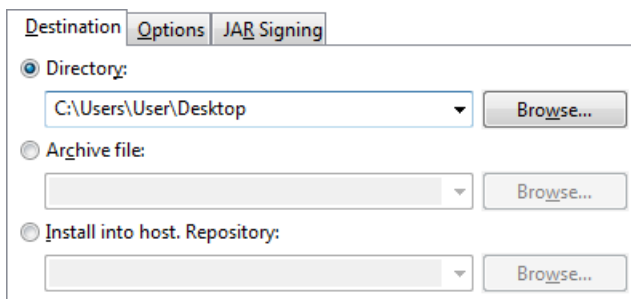 Destination Options JAR Signing
Directory:
C:\Users\User\Desktop Browse...
Archive file:
Browse...
Install into host. Repository:
Browse...